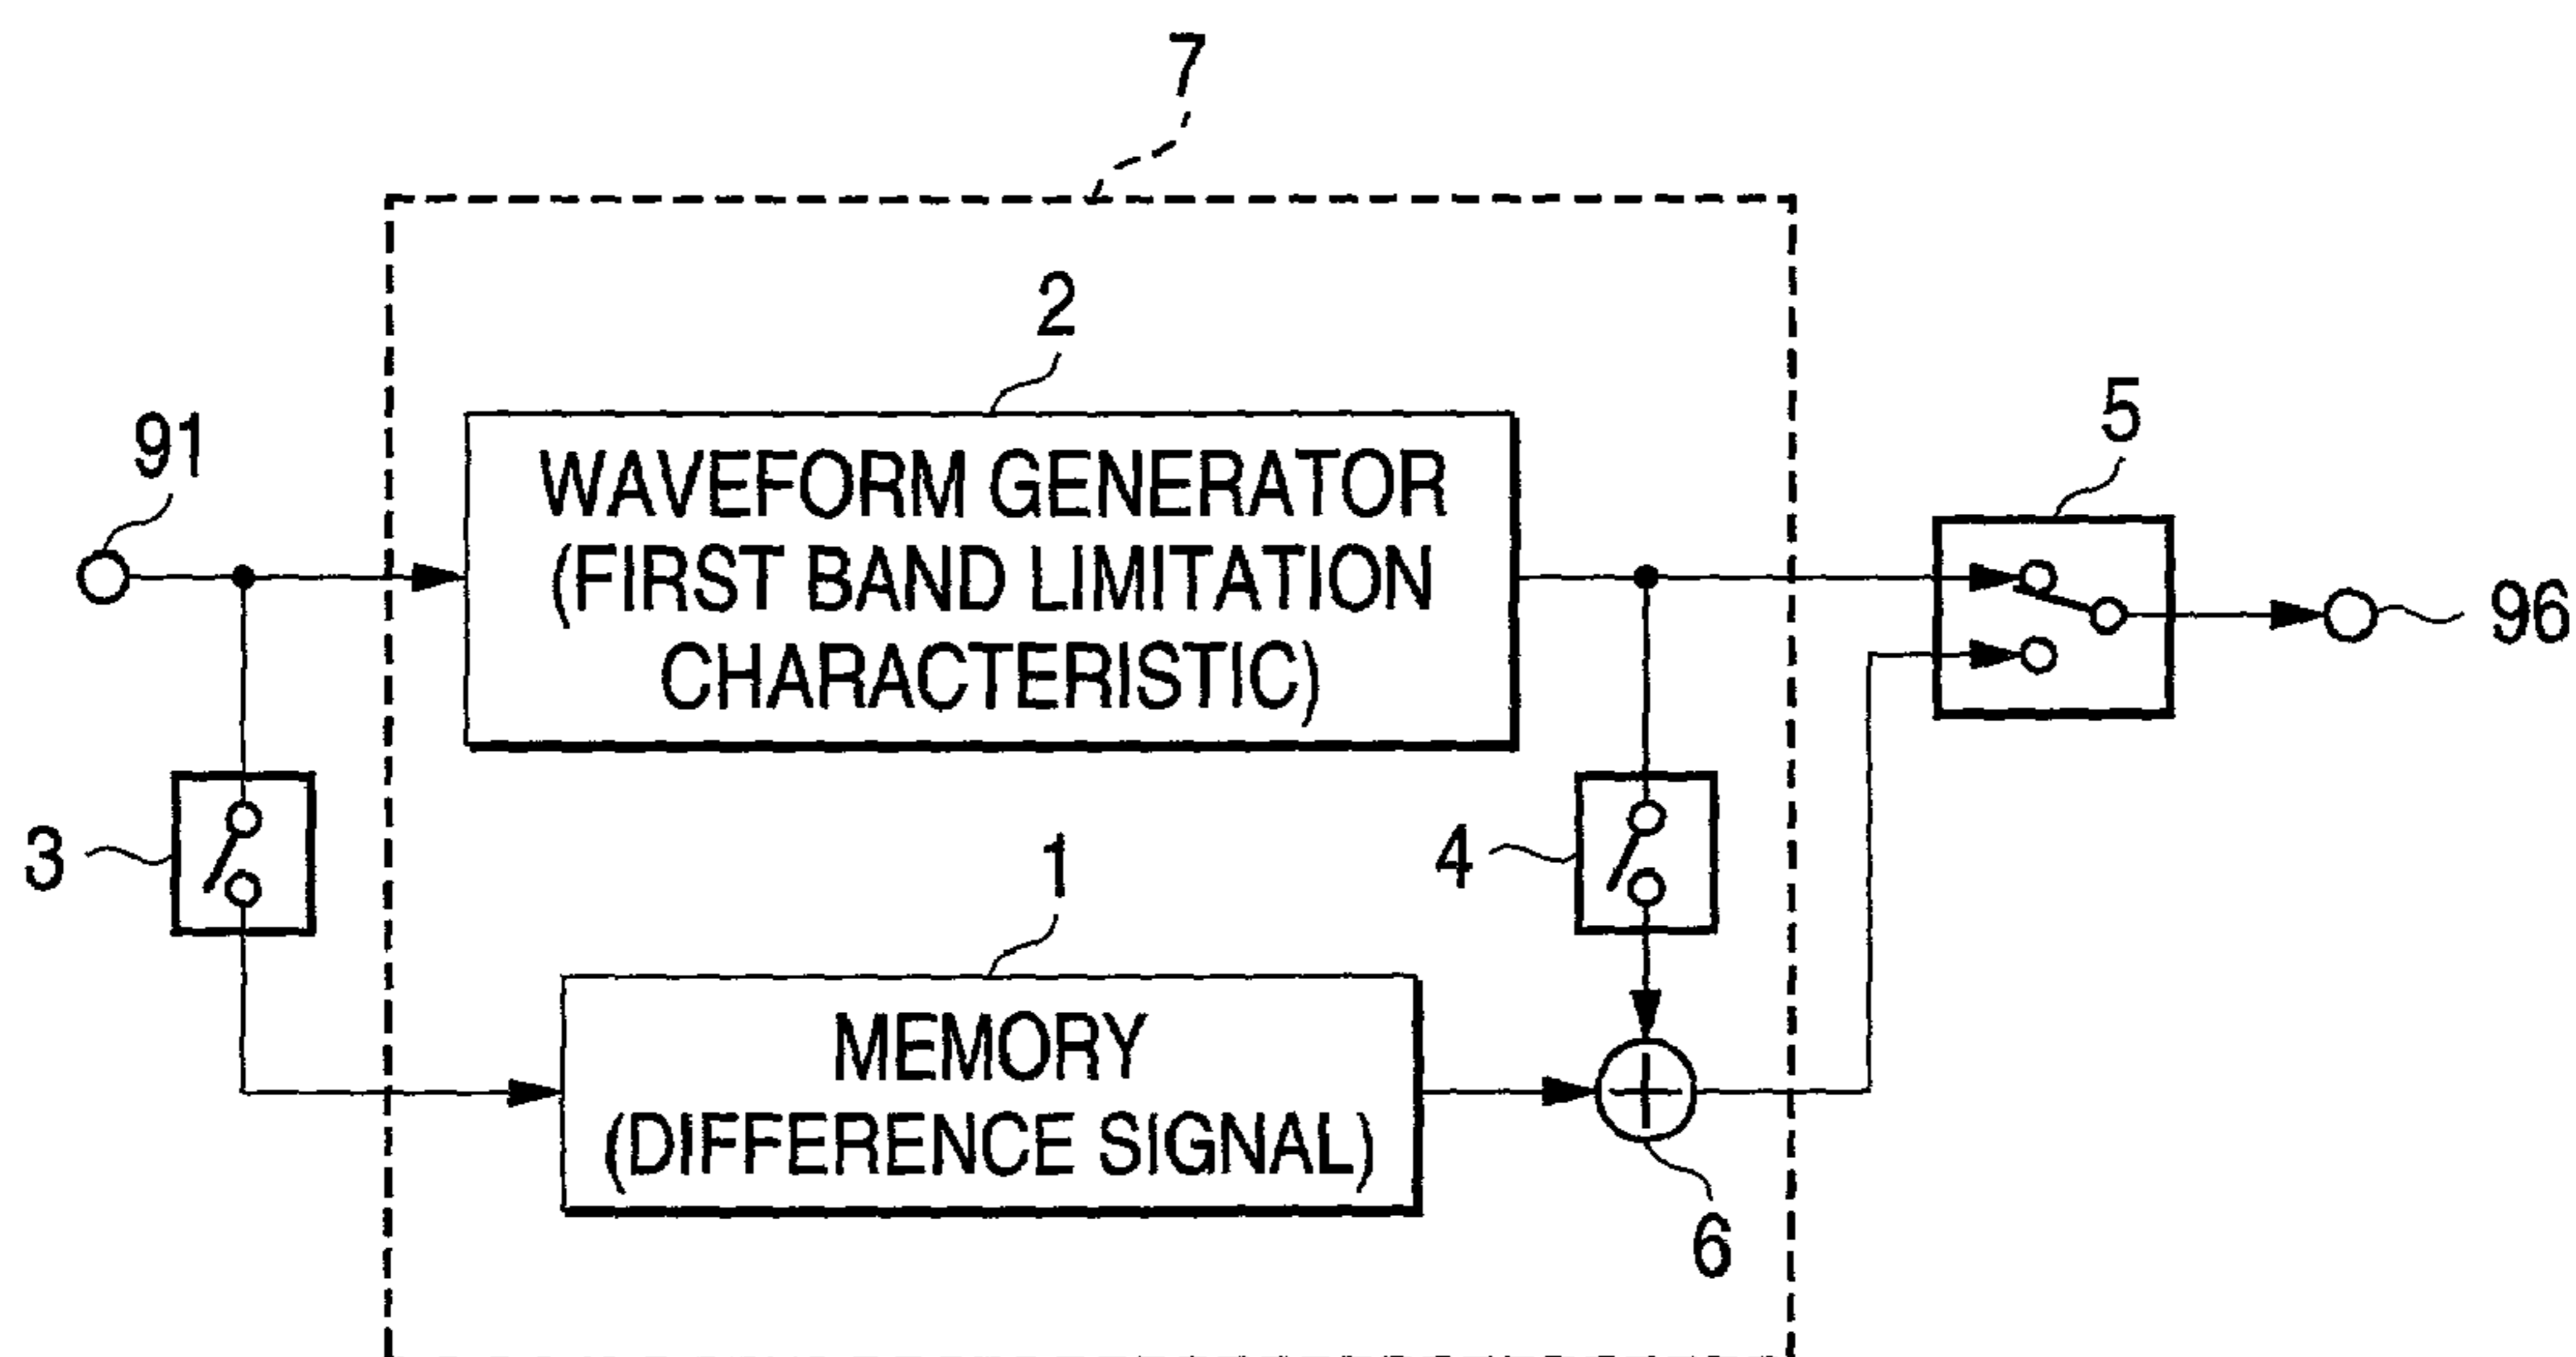 7
2
91
WAVEFORM GENERATOR
(FIRST BAND LIMITATION
CHARACTERISTIC)
5
96
3
4
1
MEMORY
(DIFFERENCE SIGNAL)
6